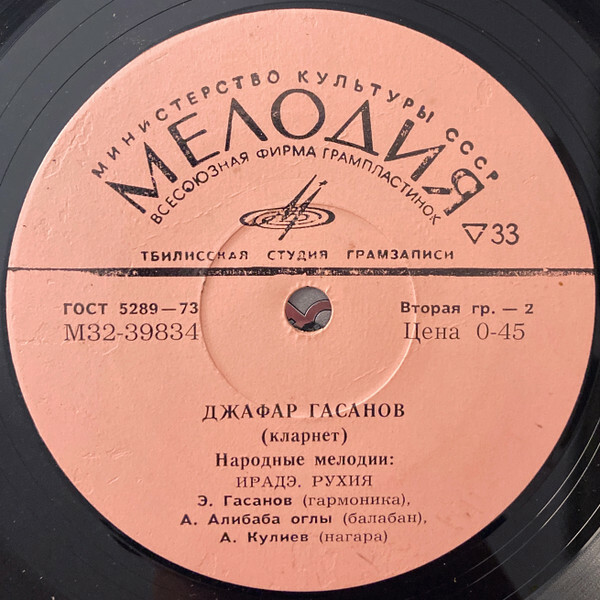 МИНИСТЕРСТВО КУЛЬТУРЫ СССР
МЕЛОДИЯ
ВСЕСОЮЗНАЯ ФИРМА ГРАМПЛАСТИНОК
▽33
ТБИЛИССКАЯ СТУДИЯ ГРАМЗАПИСИ
ГОСТ 5289—73
Вторая гр. — 2
М32-39834
Цена 0-45
ДЖАФАР ГАСАНОВ
(кларнет)
Народные мелодии:
ИРАДЭ. РУХИЯ
Э. Гасанов (гармоника),
А. Алибаба оглы (балабан),
А. Кулиев (нагара)